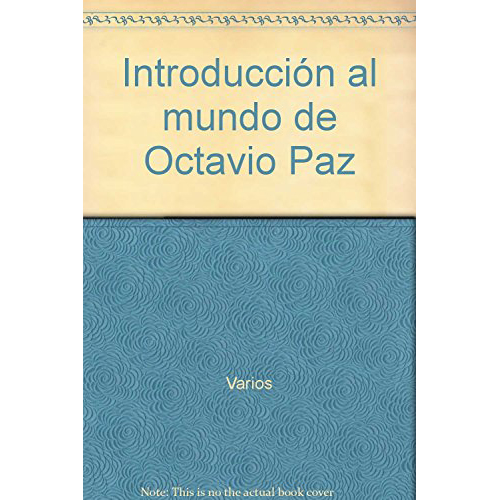 Introducción al
mundo de
Octavio Paz
Varios
Note: This is no the actual book cover